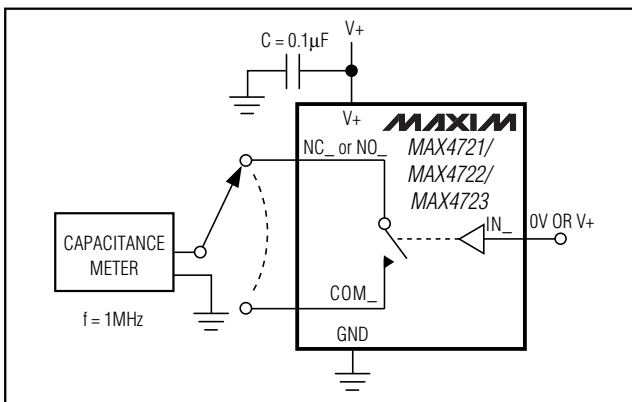 V+
C = 0.1µF
V+
MAXIM
NC_ or NO_
MAX4721/
MAX4722/
MAX4723
IN_
0V OR V+
CAPACITANCE
METER
COM_
f = 1MHz
GND